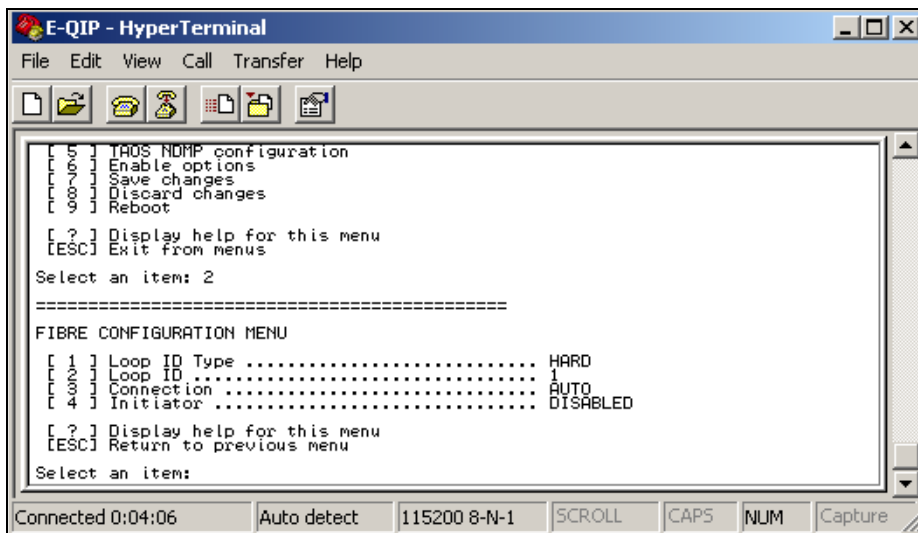 E-QIP - HyperTerminal
File Edit View Call Transfer Help
[ 5 ] TAOS NDMP configuration
[ 6 ] Enable options
[ 7 ] Save changes
[ 8 ] Discard changes
[ 9 ] Reboot
[ ? ] Display help for this menu
[ESC] Exit from menus
Select an item: 2
=============================================
FIBRE CONFIGURATION MENU
[ 1 ] Loop ID Type ............................ HARD
[ 2 ] Loop ID ................................. 1
[ 3 ] Connection .............................. AUTO
[ 4 ] Initiator ............................... DISABLED
[ ? ] Display help for this menu
[ESC] Return to previous menu
Select an item:
Connected 0:04:06 Auto detect 115200 8-N-1 SCROLL CAPS NUM Capture